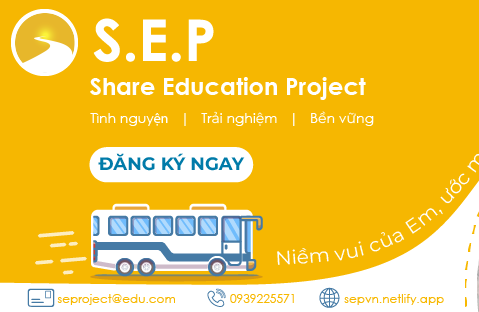 S.E.P
Share Education Project
Tình nguyện | Trải nghiệm | Bền vững
ĐĂNG KÝ NGAY
Niềm vui của Em, ước
seproject@edu.com 0939225571 sepvn.netlify.app